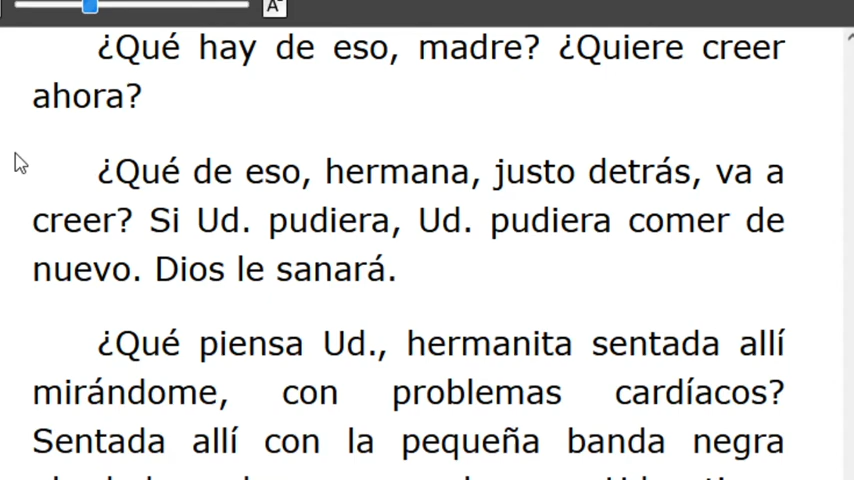 A
¿Qué hay de eso, madre? ¿Quiere creer
ahora?
¿Qué de eso, hermana, justo detrás, va a
creer? Si Ud. pudiera, Ud. pudiera comer de
nuevo. Dios le sanará.
¿Qué piensa Ud., hermanita sentada allí
mirándome, con problemas cardíacos?
Sentada allí con la pequeña banda negra